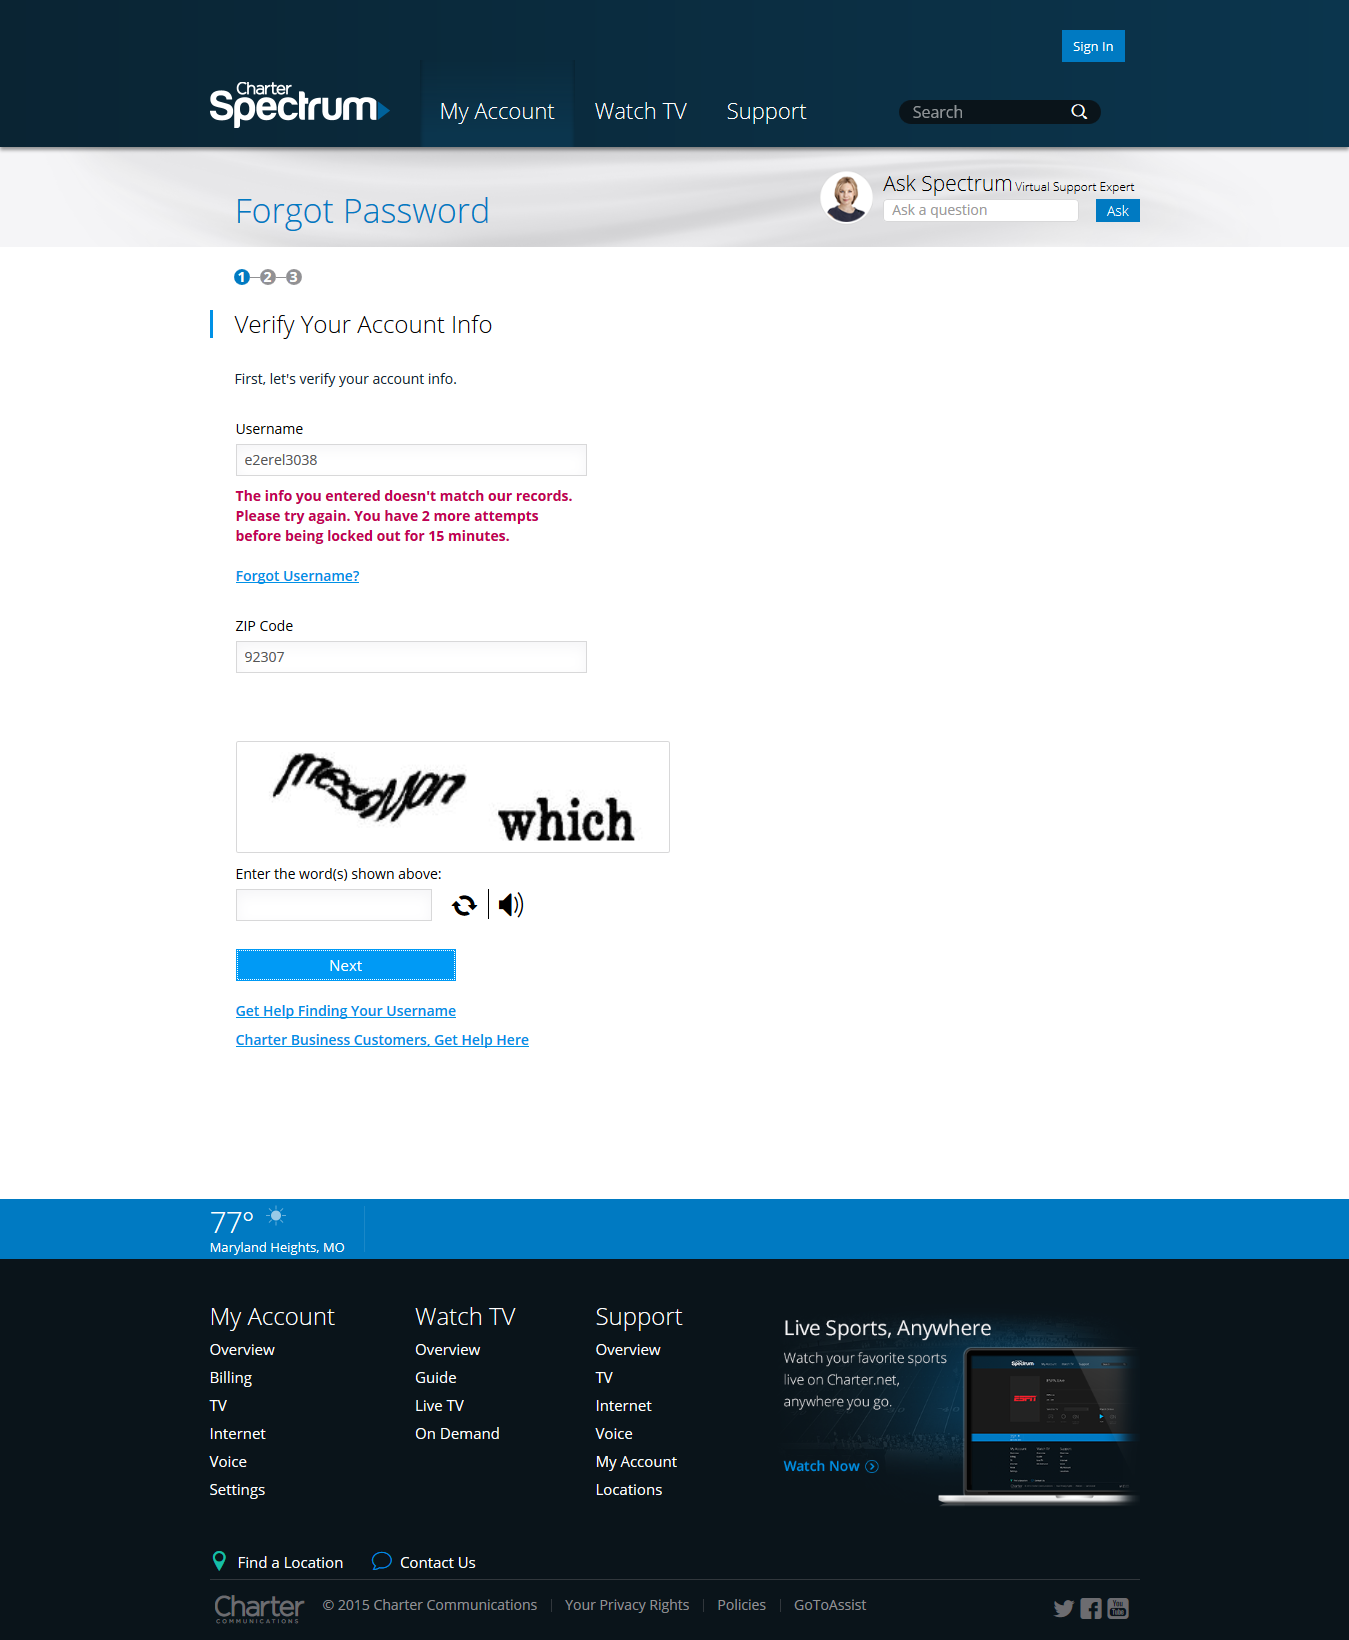 Sign In
Charter
Spectrum
My Account
Watch TV
Support
Search
Forgot Password
Ask Spectrum Virtual Support Expert
Ask a question
Ask
1 2 3
Verify Your Account Info
First, let's verify your account info.
Username
e2erel3038
The info you entered doesn't match our records.
Please try again. You have 2 more attempts
before being locked out for 15 minutes.
Forgot Username?
ZIP Code
92307
which
Enter the word(s) shown above:
Next
Get Help Finding Your Username
Charter Business Customers, Get Help Here
77°
Maryland Heights, MO
My Account
Overview
Billing
TV
Internet
Voice
Settings
Watch TV
Overview
Guide
Live TV
On Demand
Support
Overview
TV
Internet
Voice
My Account
Locations
Live Sports, Anywhere
Watch your favorite sports
live on Charter.net,
anywhere you go.
Watch Now
Spectrum
ESPN
Find a Location
Contact Us
Charter
COMMUNICATIONS
© 2015 Charter Communications
Your Privacy Rights
Policies
GoToAssist
You
Tube